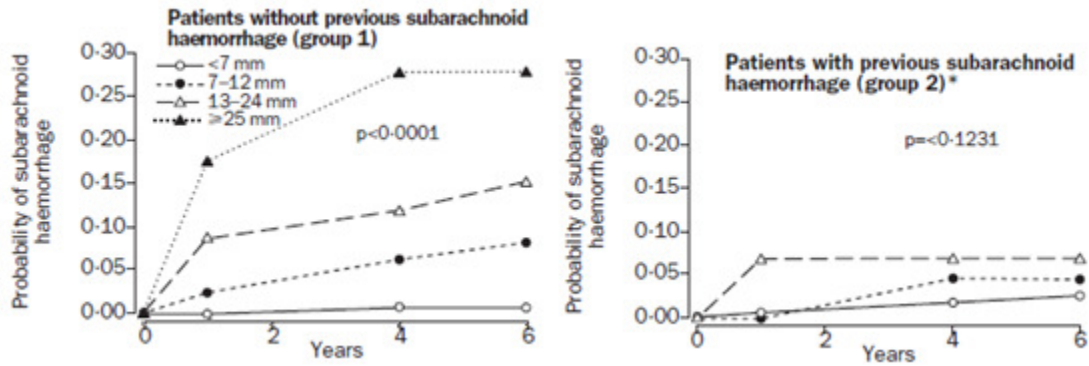 Patients without previous subarachnoid
haemorrhage (group 1)
Probability of subarachnoid
haemorrhage
0·30
0·25
0·20
0·15
0·10
0·05
0·00
<7 mm
7–12 mm
13–24 mm
≥25 mm
p<0·0001
0 2 4 6
Years
Patients with previous subarachnoid
haemorrhage (group 2)*
Probability of subarachnoid
haemorrhage
0·30
0·25
0·20
0·15
0·10
0·05
0·00
p=<0·1231
0 2 4 6
Years